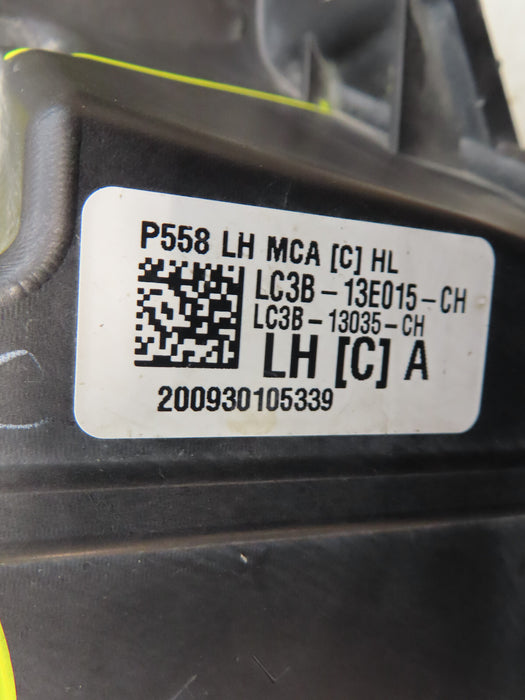 P558 LH MCA [C] HL
LC3B-13E015-CH
LC3B-13035-CH
LH [C] A
200930105339